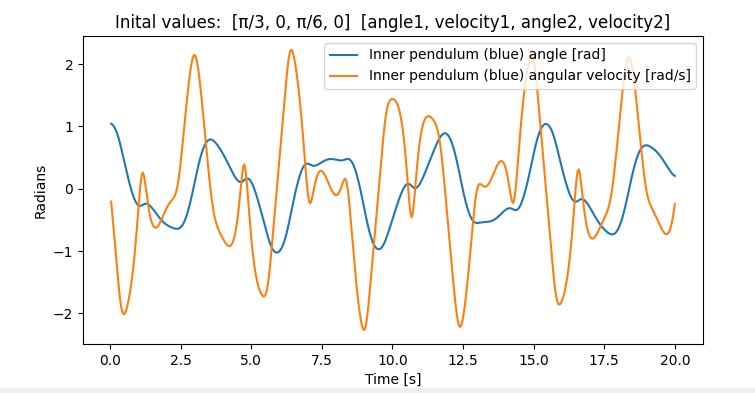 Inital values:  [π/3, 0, π/6, 0]  [angle1, velocity1, angle2, velocity2]
Inner pendulum (blue) angle [rad]
Inner pendulum (blue) angular velocity [rad/s]
Radians
2
1
0
−1
−2
0.0 2.5 5.0 7.5 10.0 12.5 15.0 17.5 20.0
Time [s]